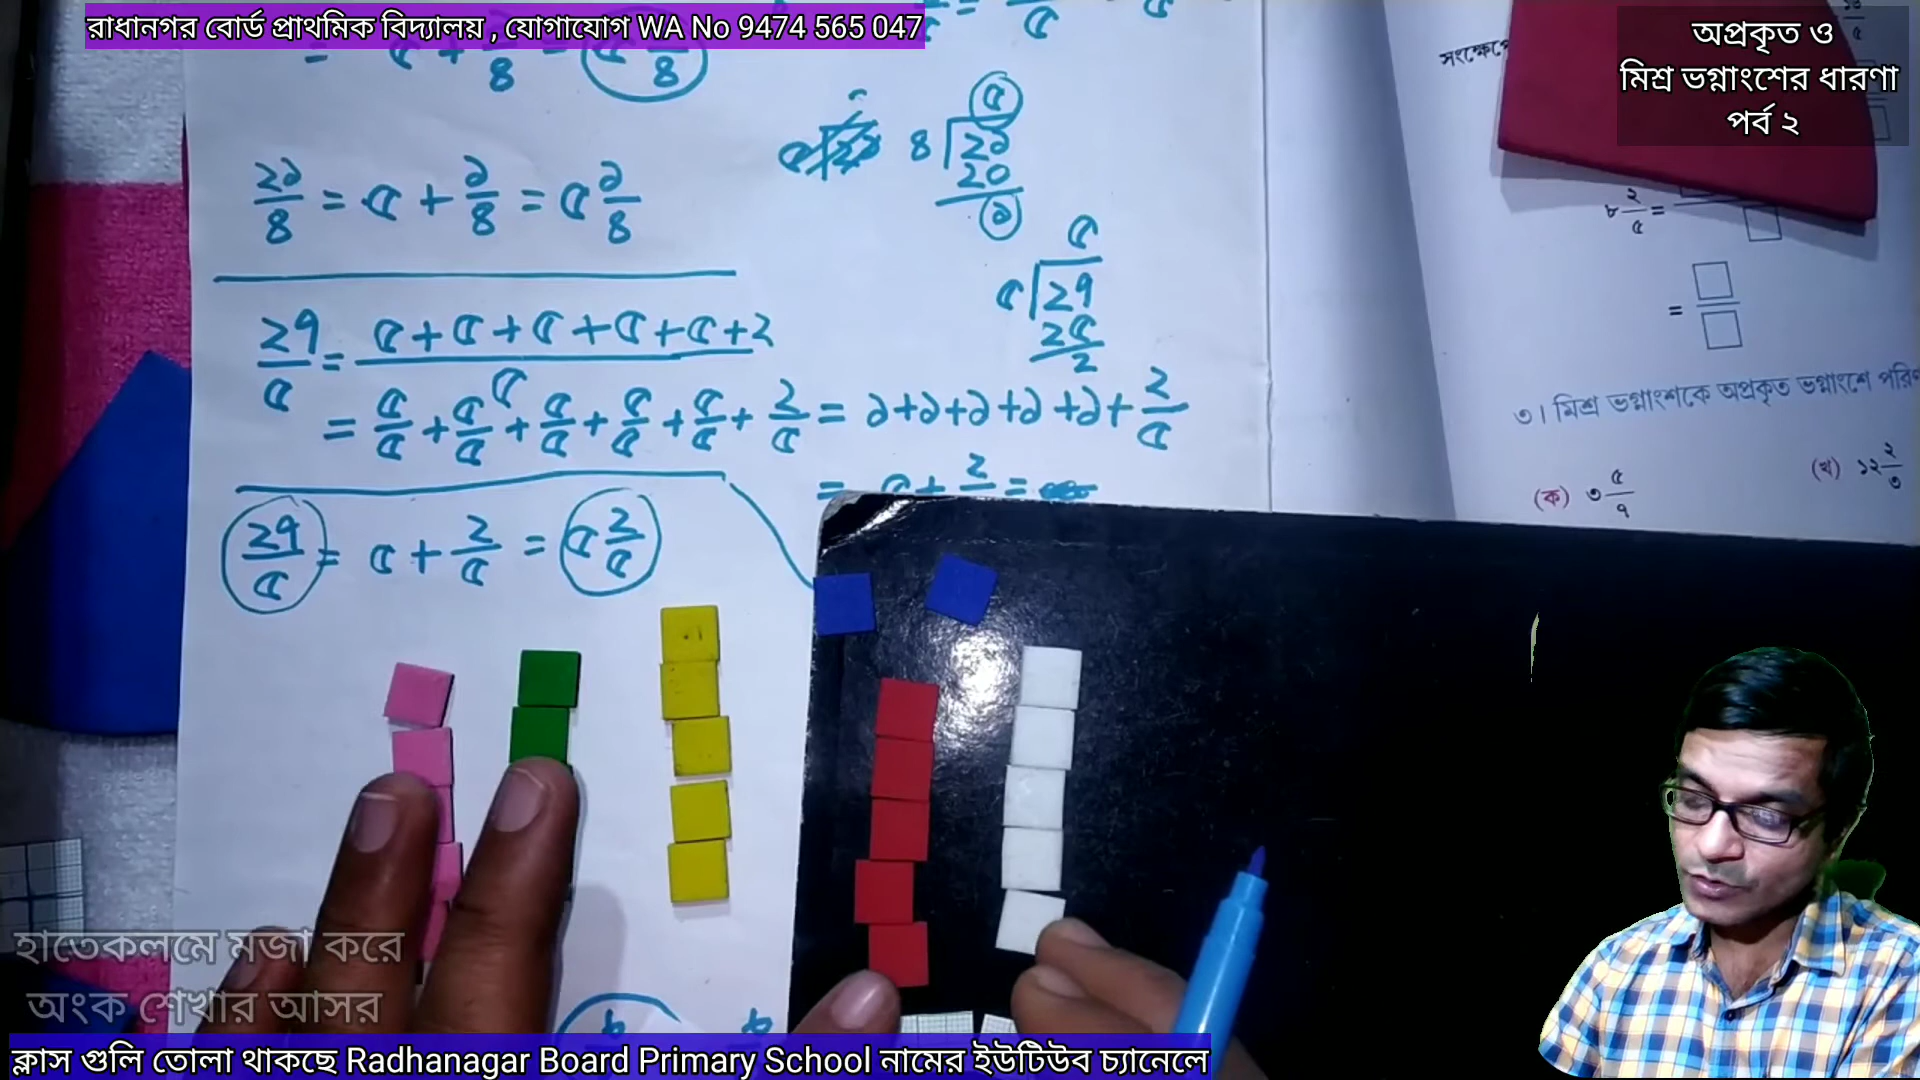 রাধানগর বোর্ড প্রাথমিক বিদ্যালয় , যোগাযোগ WA No 9474 565 047
অপ্রকৃত ও
মিশ্র ভগ্নাংশের ধারণা
পর্ব ২
সংক্ষেপে
২১/৪ = ৫ + ১/৪ = ৫ ১/৪
৪ ) ২১ ( ৫
২০
১
৫ ) ২৭ ( ৫
২৫
২
২৭/৫ = ৫+৫+৫+৫+৫+২/৫
= ৫/৫ + ৫/৫ + ৫/৫ + ৫/৫ + ৫/৫ + ২/৫ = ১+১+১+১+১+ ২/৫
২৭/৫ = ৫ + ২/৫ = ৫ ২/৫
৮ ২/৫ =
=
৩। মিশ্র ভগ্নাংশকে অপ্রকৃত ভগ্নাংশে
(ক) ৩ ৫/৭
(খ) ১২ ২/৩
হাতেকলমে মজা করে
অংক শেখার আসর
ক্লাস গুলি তোলা থাকছে Radhanagar Board Primary School নামের ইউটিউব চ্যানেলে